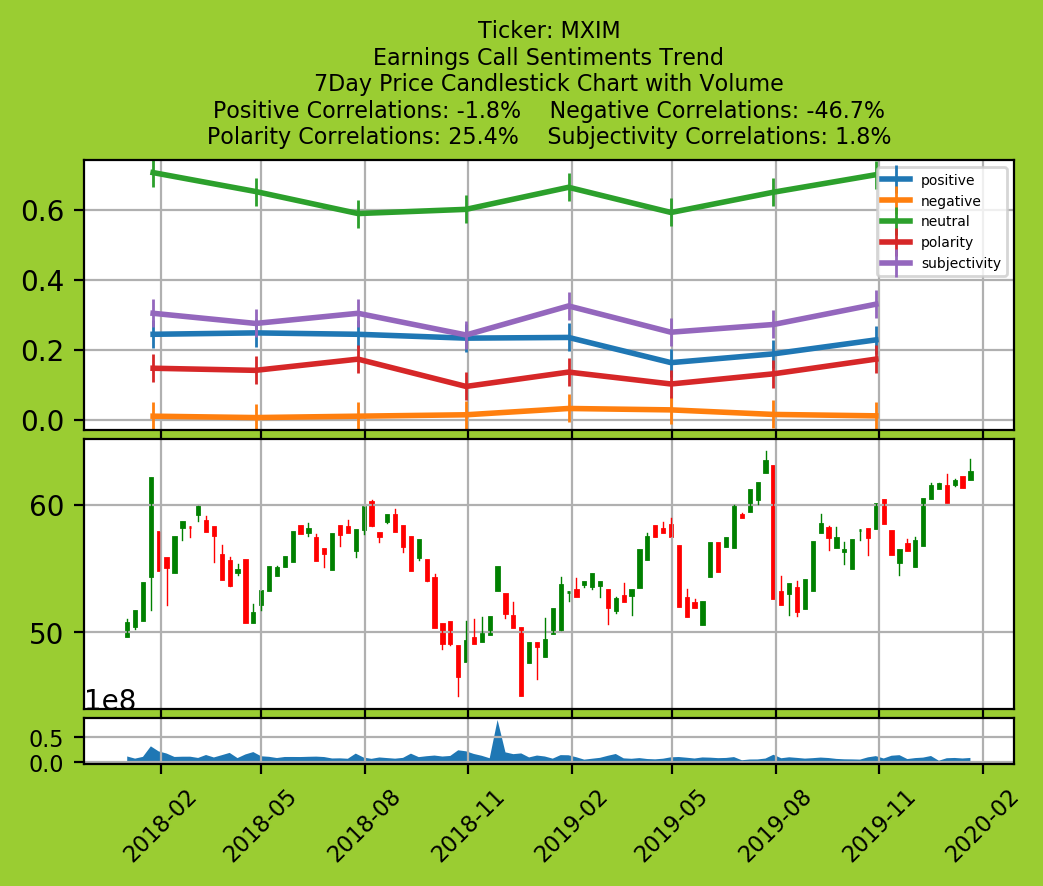 Ticker: MXIM
Earnings Call Sentiments Trend
7Day Price Candlestick Chart with Volume
Positive Correlations: -1.8%    Negative Correlations: -46.7%
Polarity Correlations: 25.4%    Subjectivity Correlations: 1.8%
0.6
0.4
0.2
0.0
positive
negative
neutral
polarity
subjectivity
60
50
1e8
0.5
0.0
2018-02
2018-05
2018-08
2018-11
2019-02
2019-05
2019-08
2019-11
2020-02